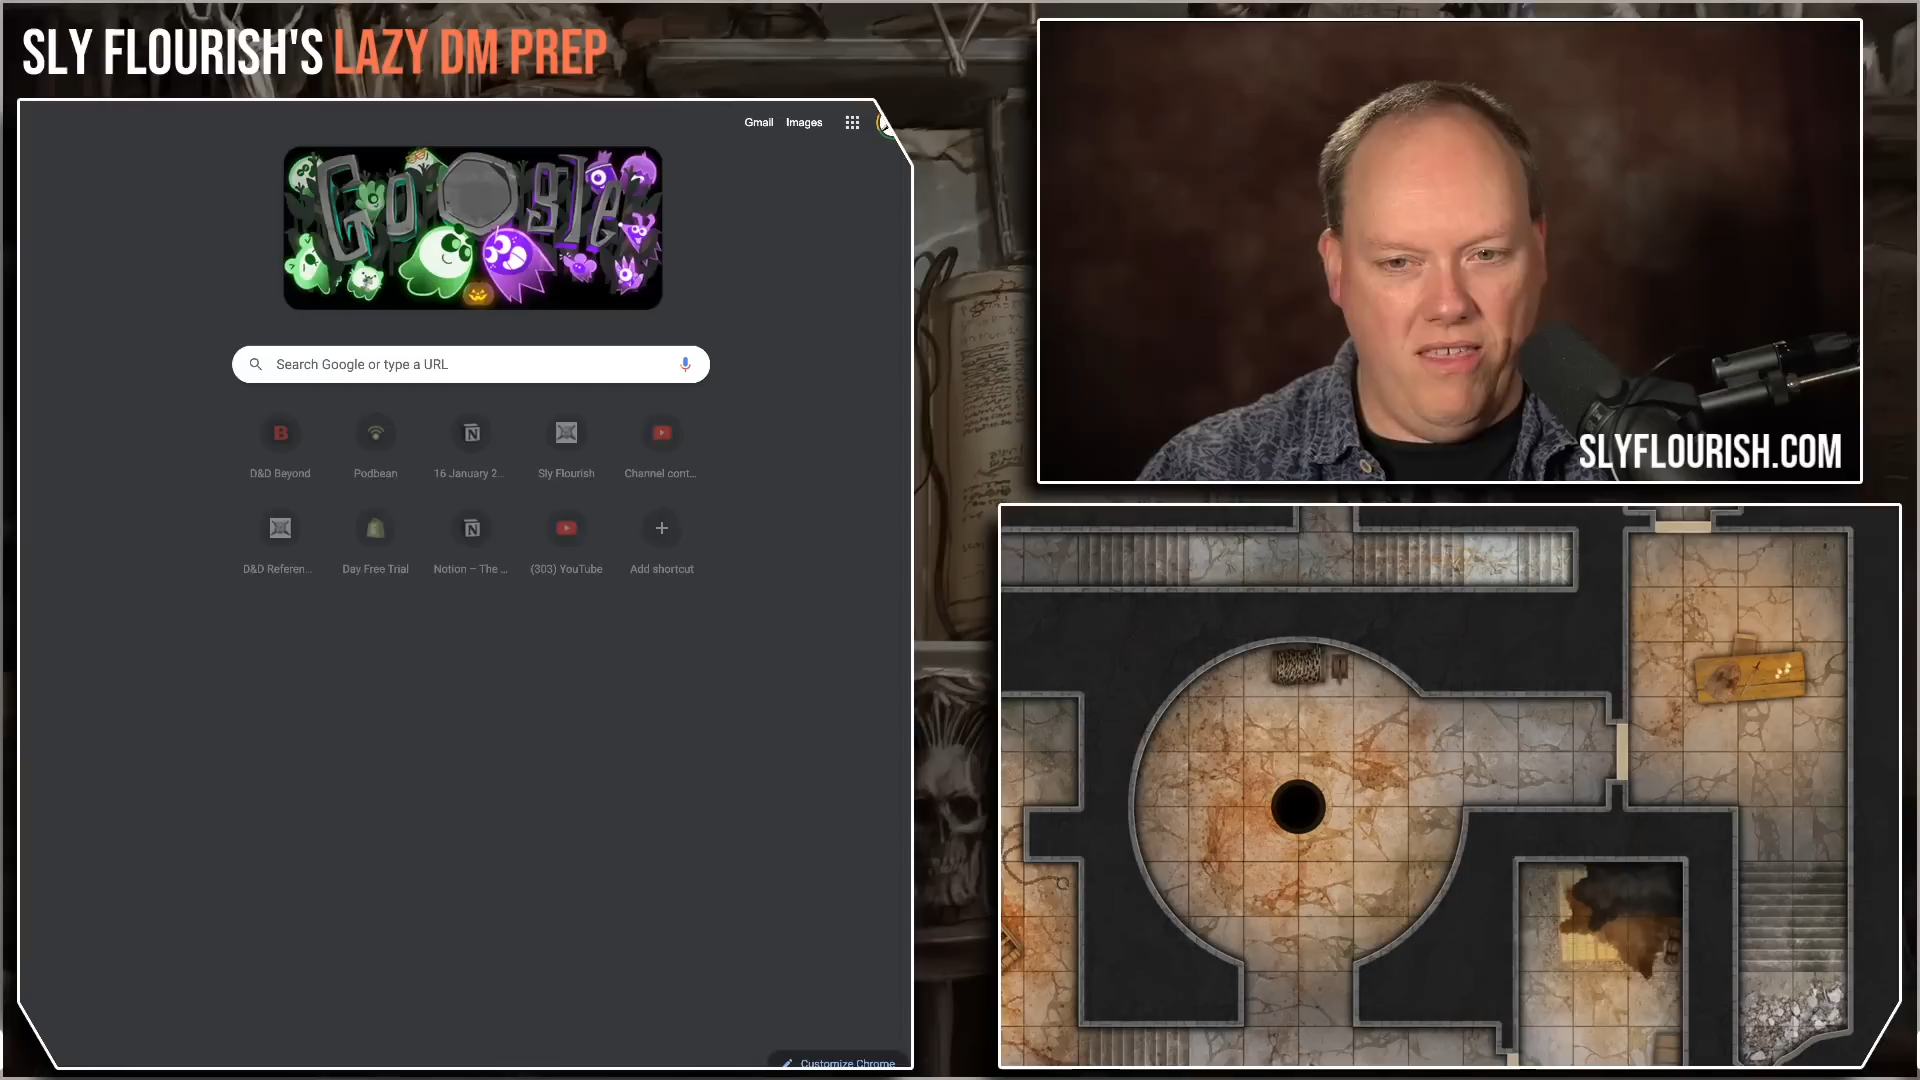 SLY FLOURISH'S LAZY DM PREP
Gmail Images
Google
Search Google or type a URL
D&D Beyond Podbean 16 January 2... Sly Flourish Channel cont...
D&D Referen... Day Free Trial Notion – The ... (303) YouTube Add shortcut
Customize Chrome
SLYFLOURISH.COM